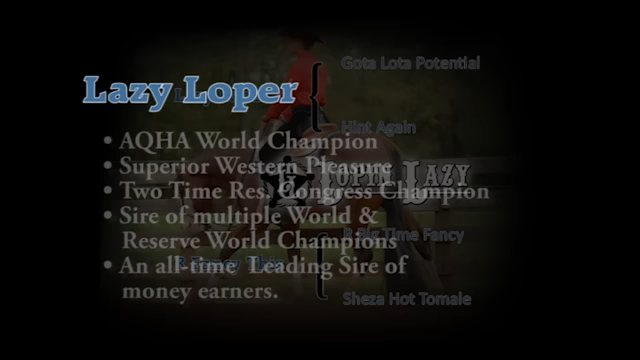 Lazy Loper
Gota Lota Potential
Hint Again
• AQHA World Champion
• Superior Western Pleasure
• Two Time Res. Congress Champion
• Sire of multiple World &
Reserve World Champions
• An all-time Leading Sire of
money earners.
Lopin Lazy
R Big Time Fancy
Sheza Hot Tomale